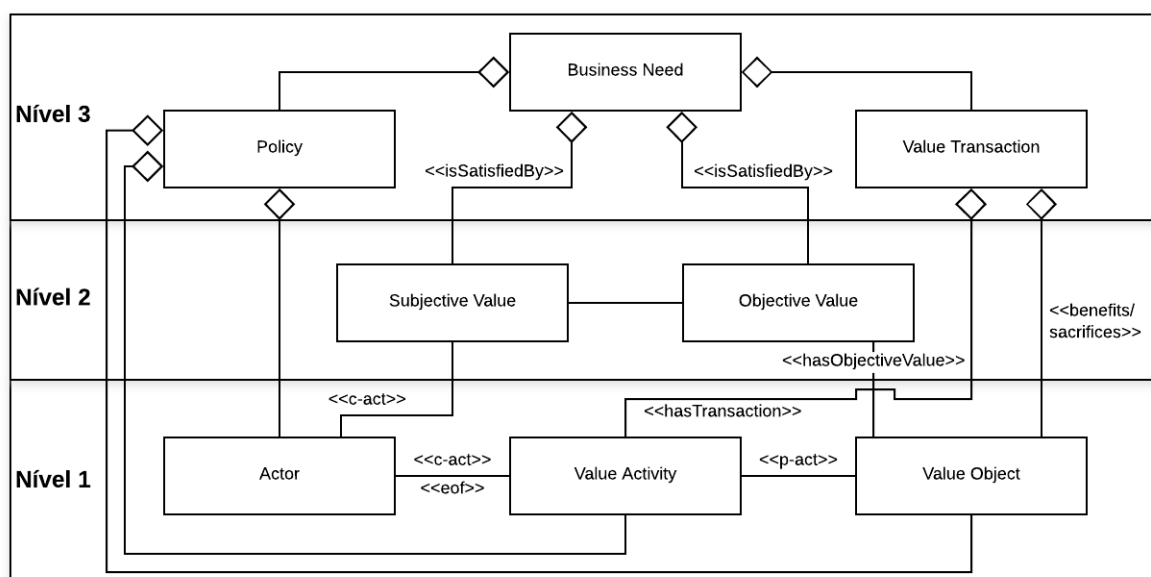 Business Need
Nível 3
Policy
Value Transaction
<<isSatisfiedBy>>
<<isSatisfiedBy>>
Nível 2
Subjective Value
Objective Value
<<benefits/
sacrifices>>
<<hasObjectiveValue>>
<<c-act>>
<<hasTransaction>>
Nível 1
Actor
<<c-act>>
<<eof>>
Value Activity
<<p-act>>
Value Object